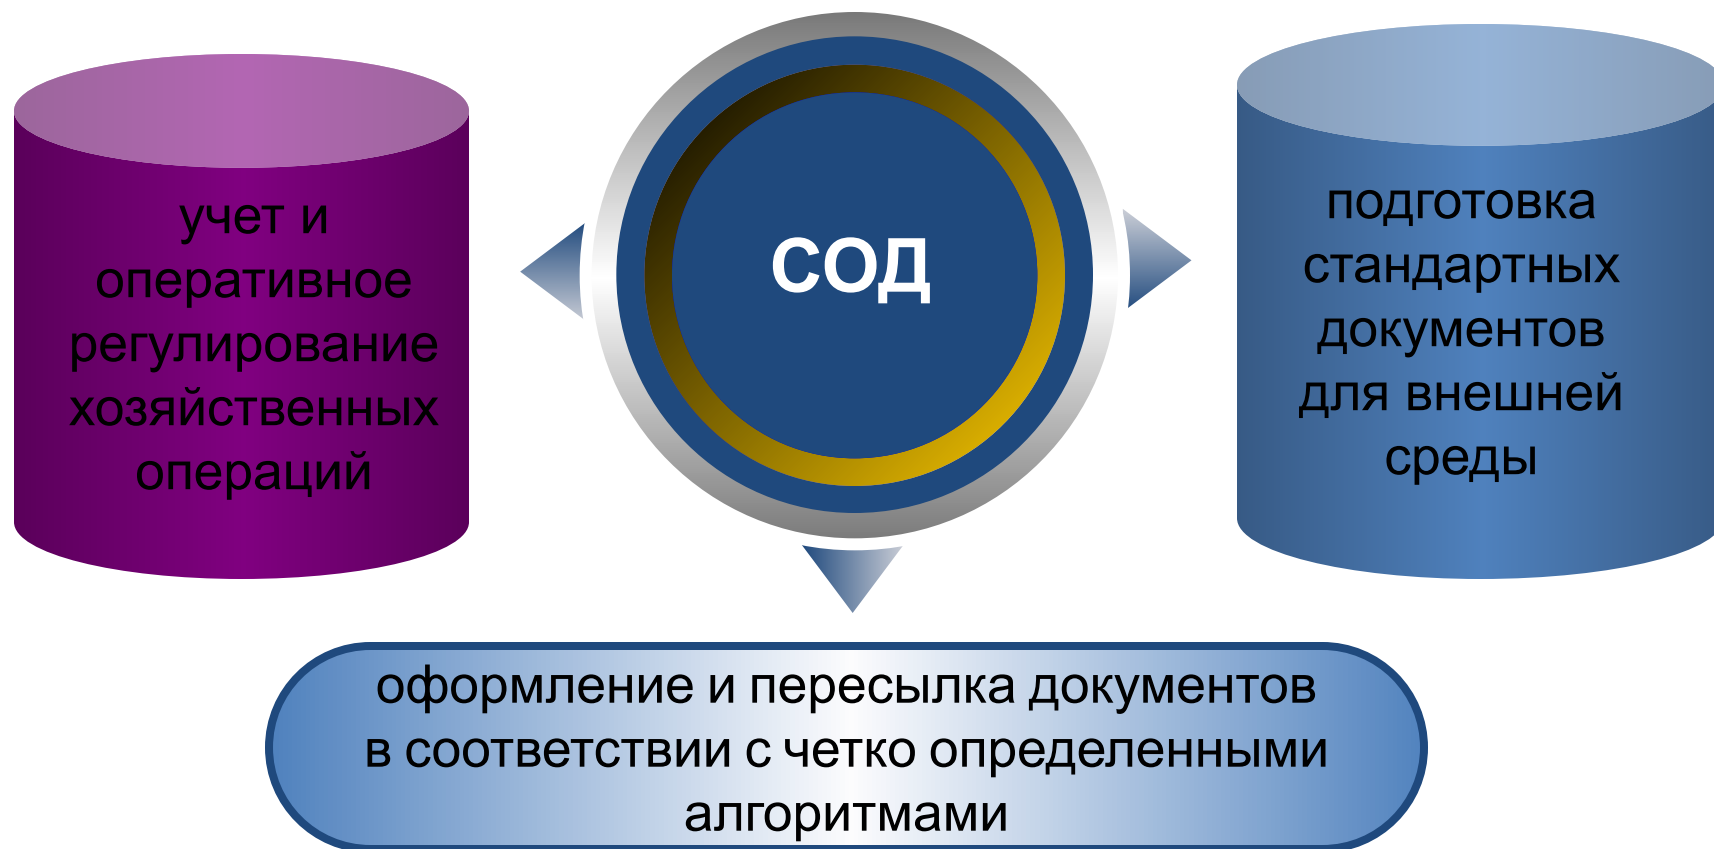 учет и
оперативное
регулирование
хозяйственных
операций
СОД
подготовка
стандартных
документов
для внешней
среды
оформление и пересылка документов
в соответствии с четко определенными
алгоритмами